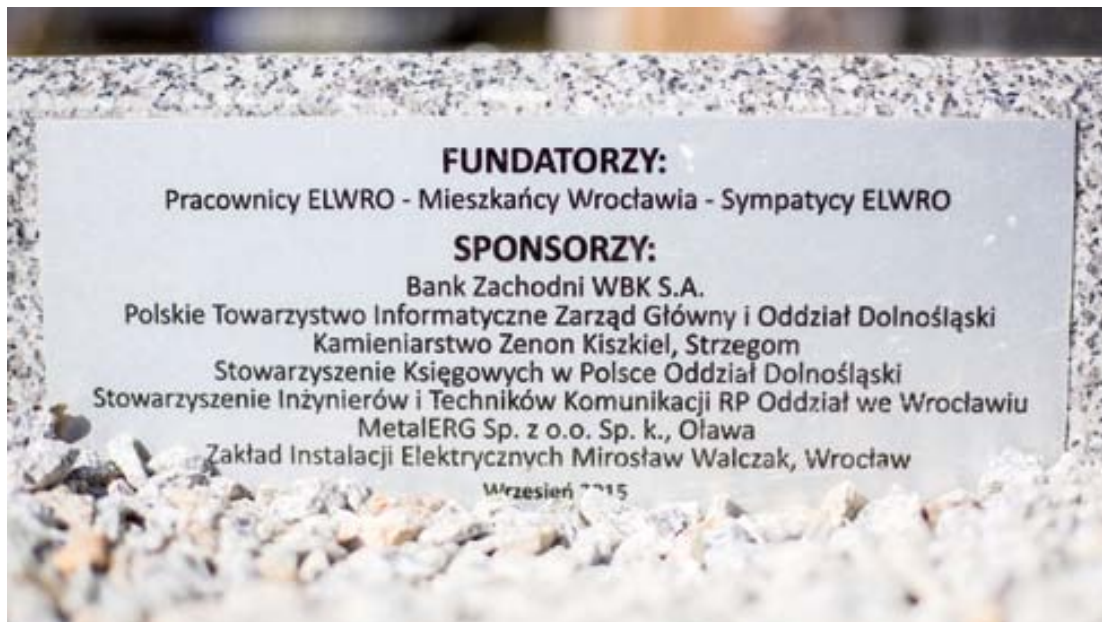 FUNDATORZY:
Pracownicy ELWRO - Mieszkańcy Wrocławia - Sympatycy ELWRO
SPONSORZY:
Bank Zachodni WBK S.A.
Polskie Towarzystwo Informatyczne Zarząd Główny i Oddział Dolnośląski
Kamieniarstwo Zenon Kiszkiel, Strzegom
Stowarzyszenie Księgowych w Polsce Oddział Dolnośląski
Stowarzyszenie Inżynierów i Techników Komunikacji RP Oddział we Wrocławiu
MetalERG Sp. z o.o. Sp. k., Oława
Zakład Instalacji Elektrycznych Mirosław Walczak, Wrocław
Wrzesień 2015